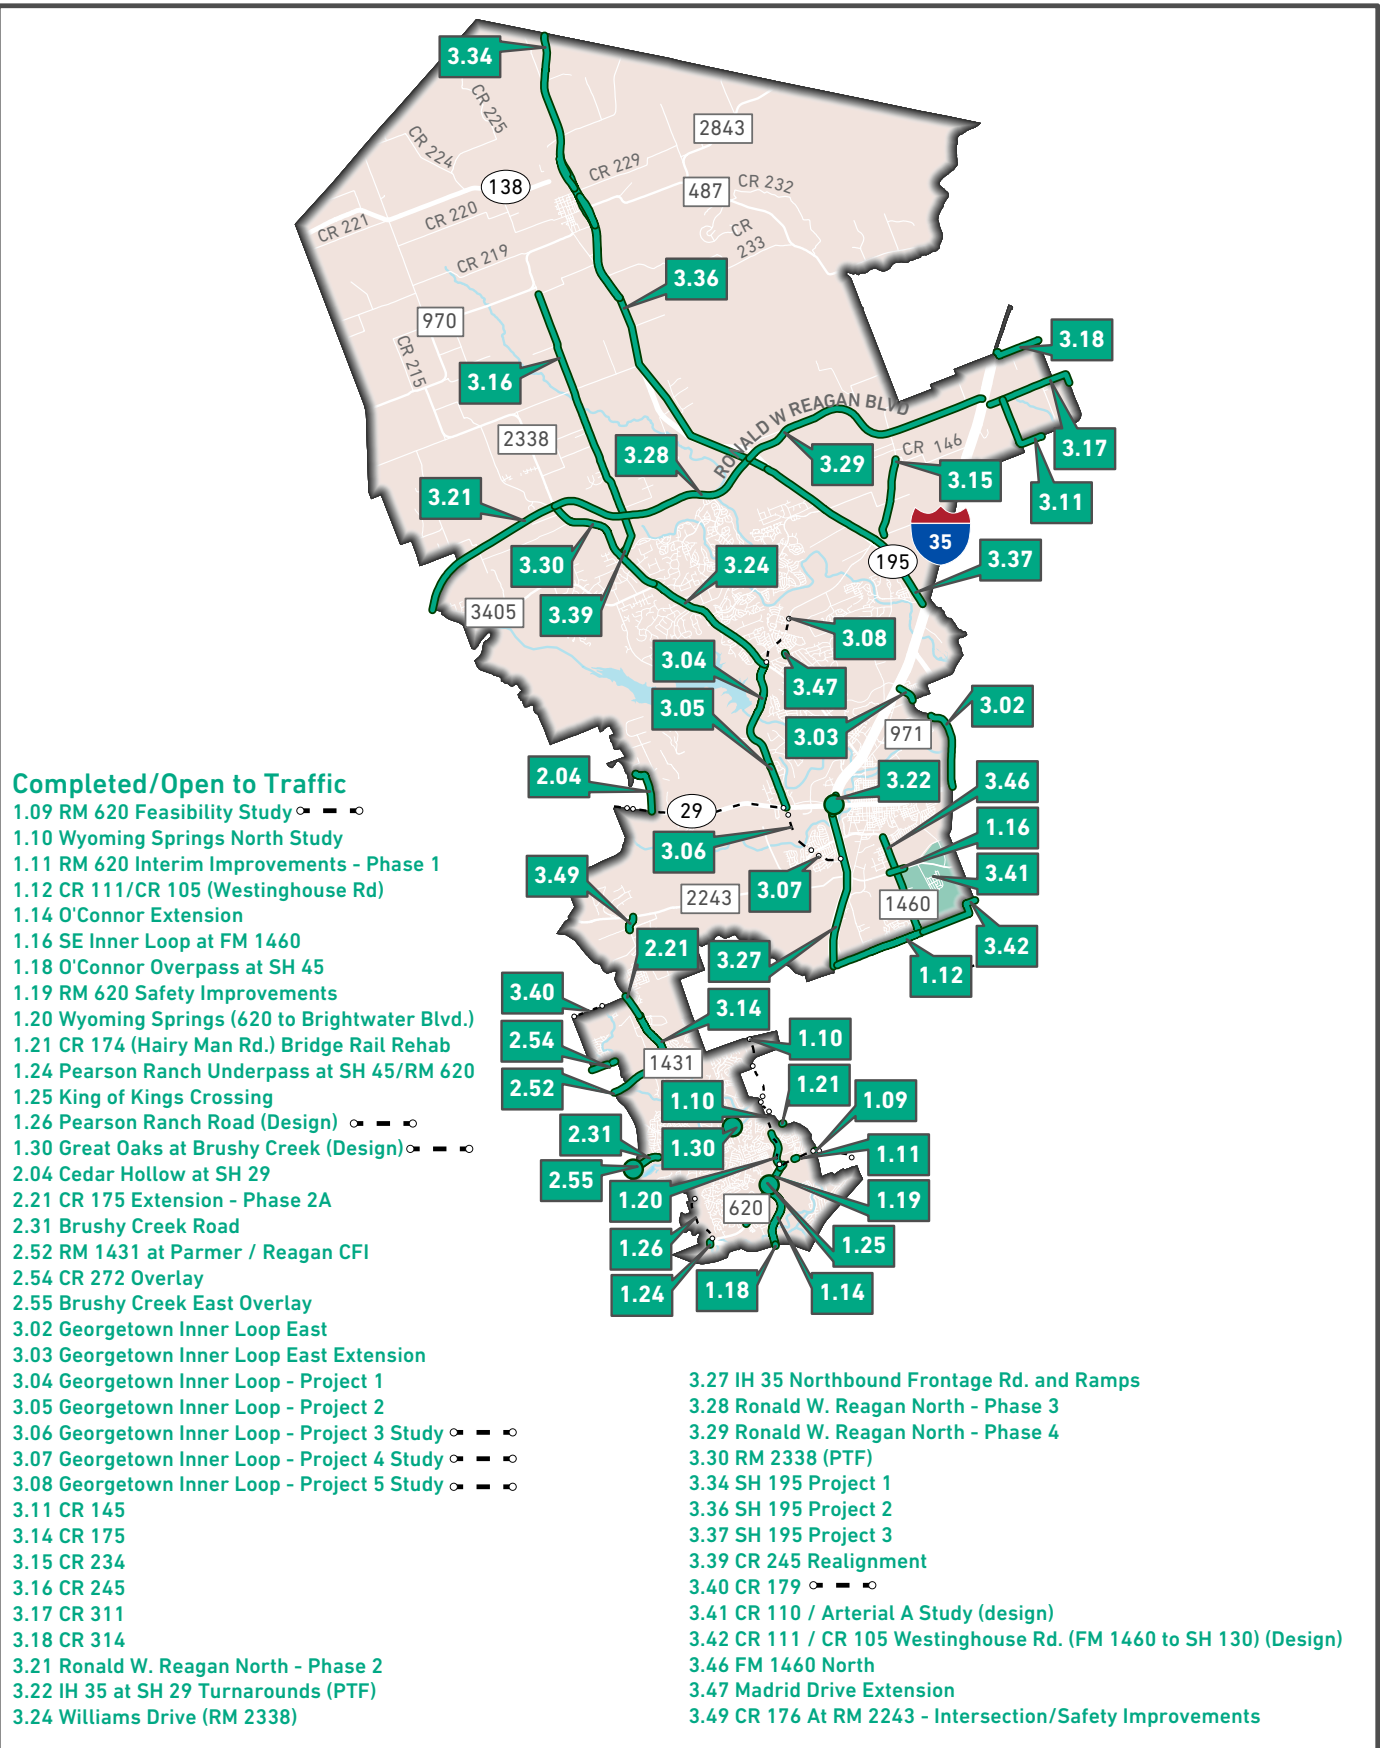 3.34
CR 225
2843
CR 224
CR 229
138
487
CR 232
CR 221
CR 220
CR
233
CR 219
3.36
970
3.18
CR 215
3.16
RONALD W REAGAN BLVD
2338
3.28
3.29
CR 146
3.17
3.15
3.11
3.21
35
3.30
3.24
195
3.37
3405
3.39
3.08
3.04
3.47
3.05
3.03
3.02
971
2.04
3.22
3.46
29
1.16
3.06
3.49
3.07
3.41
2243
1460
2.21
3.27
3.42
1.12
3.40
3.14
2.54
1.10
1431
2.52
1.10
1.21
1.09
2.31
1.30
1.11
2.55
1.20
1.19
620
1.26
1.25
1.24
1.18
1.14
Completed/Open to Traffic
1.09 RM 620 Feasibility Study
1.10 Wyoming Springs North Study
1.11 RM 620 Interim Improvements - Phase 1
1.12 CR 111/CR 105 (Westinghouse Rd)
1.14 O'Connor Extension
1.16 SE Inner Loop at FM 1460
1.18 O'Connor Overpass at SH 45
1.19 RM 620 Safety Improvements
1.20 Wyoming Springs (620 to Brightwater Blvd.)
1.21 CR 174 (Hairy Man Rd.) Bridge Rail Rehab
1.24 Pearson Ranch Underpass at SH 45/RM 620
1.25 King of Kings Crossing
1.26 Pearson Ranch Road (Design)
1.30 Great Oaks at Brushy Creek (Design)
2.04 Cedar Hollow at SH 29
2.21 CR 175 Extension - Phase 2A
2.31 Brushy Creek Road
2.52 RM 1431 at Parmer / Reagan CFI
2.54 CR 272 Overlay
2.55 Brushy Creek East Overlay
3.02 Georgetown Inner Loop East
3.03 Georgetown Inner Loop East Extension
3.04 Georgetown Inner Loop - Project 1
3.05 Georgetown Inner Loop - Project 2
3.06 Georgetown Inner Loop - Project 3 Study
3.07 Georgetown Inner Loop - Project 4 Study
3.08 Georgetown Inner Loop - Project 5 Study
3.11 CR 145
3.14 CR 175
3.15 CR 234
3.16 CR 245
3.17 CR 311
3.18 CR 314
3.21 Ronald W. Reagan North - Phase 2
3.22 IH 35 at SH 29 Turnarounds (PTF)
3.24 Williams Drive (RM 2338)
3.27 IH 35 Northbound Frontage Rd. and Ramps
3.28 Ronald W. Reagan North - Phase 3
3.29 Ronald W. Reagan North - Phase 4
3.30 RM 2338 (PTF)
3.34 SH 195 Project 1
3.36 SH 195 Project 2
3.37 SH 195 Project 3
3.39 CR 245 Realignment
3.40 CR 179
3.41 CR 110 / Arterial A Study (design)
3.42 CR 111 / CR 105 Westinghouse Rd. (FM 1460 to SH 130) (Design)
3.46 FM 1460 North
3.47 Madrid Drive Extension
3.49 CR 176 At RM 2243 - Intersection/Safety Improvements